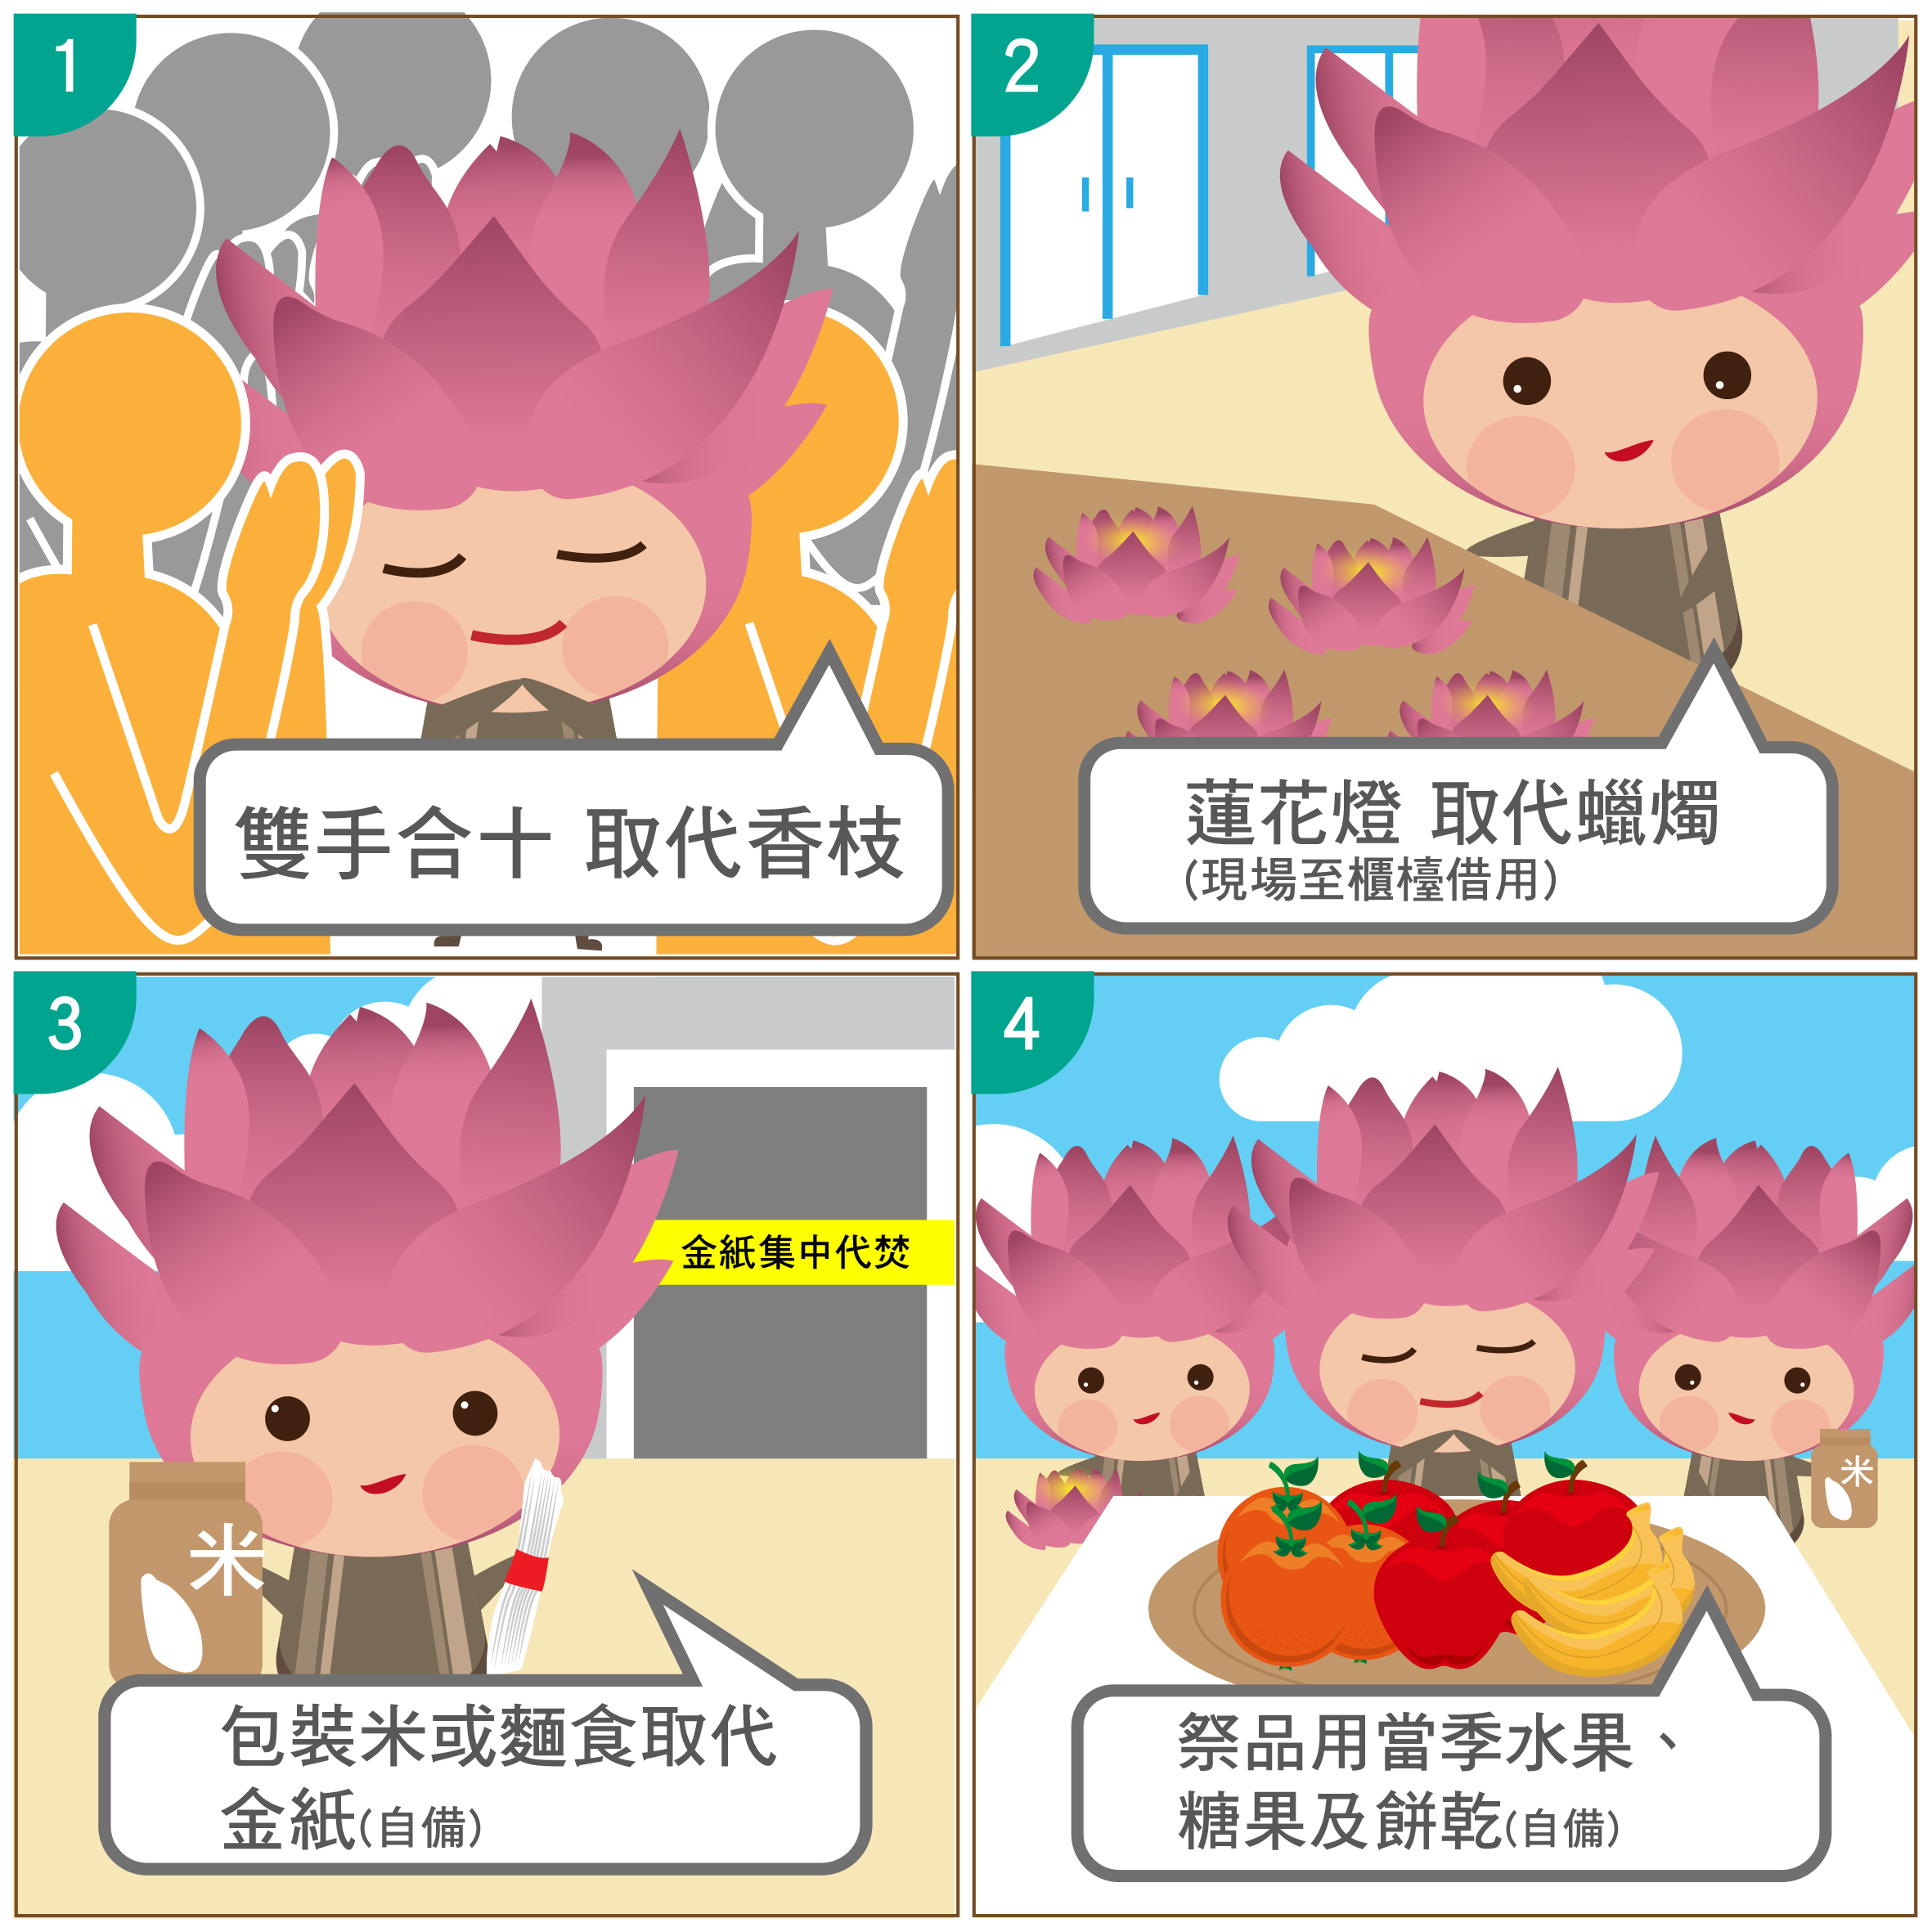 1
雙手合十 取代香枝
2
蓮花燈 取代蠟燭
(現場至櫃檯借用)
3
金紙集中代焚
米
包裝米或麵食取代
金紙(自備)
4
米
祭品用當季水果、
糖果及餅乾(自備)